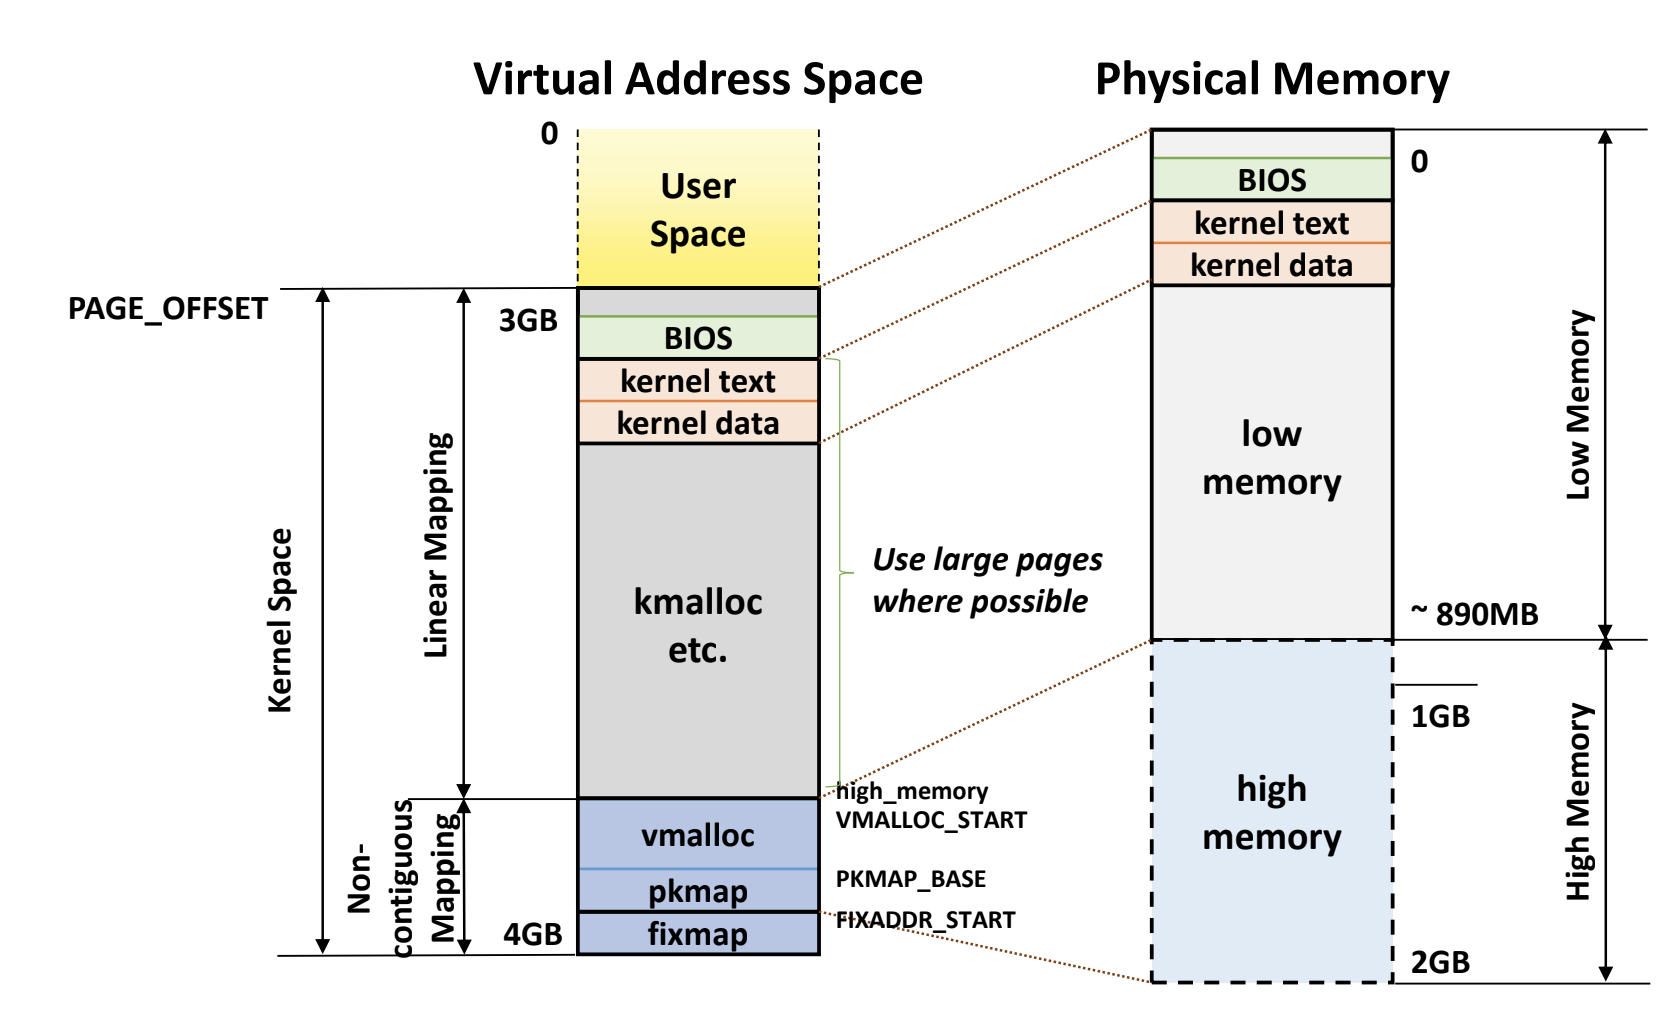 Virtual Address Space
Physical Memory
0
User
Space
PAGE_OFFSET
3GB
BIOS
kernel text
kernel data
kmalloc
etc.
Kernel Space
Linear Mapping
Non-
contiguous
Mapping
vmalloc
pkmap
fixmap
4GB
Use large pages
where possible
high_memory
VMALLOC_START
PKMAP_BASE
FIXADDR_START
0
BIOS
kernel text
kernel data
low
memory
~ 890MB
high
memory
1GB
2GB
Low Memory
High Memory